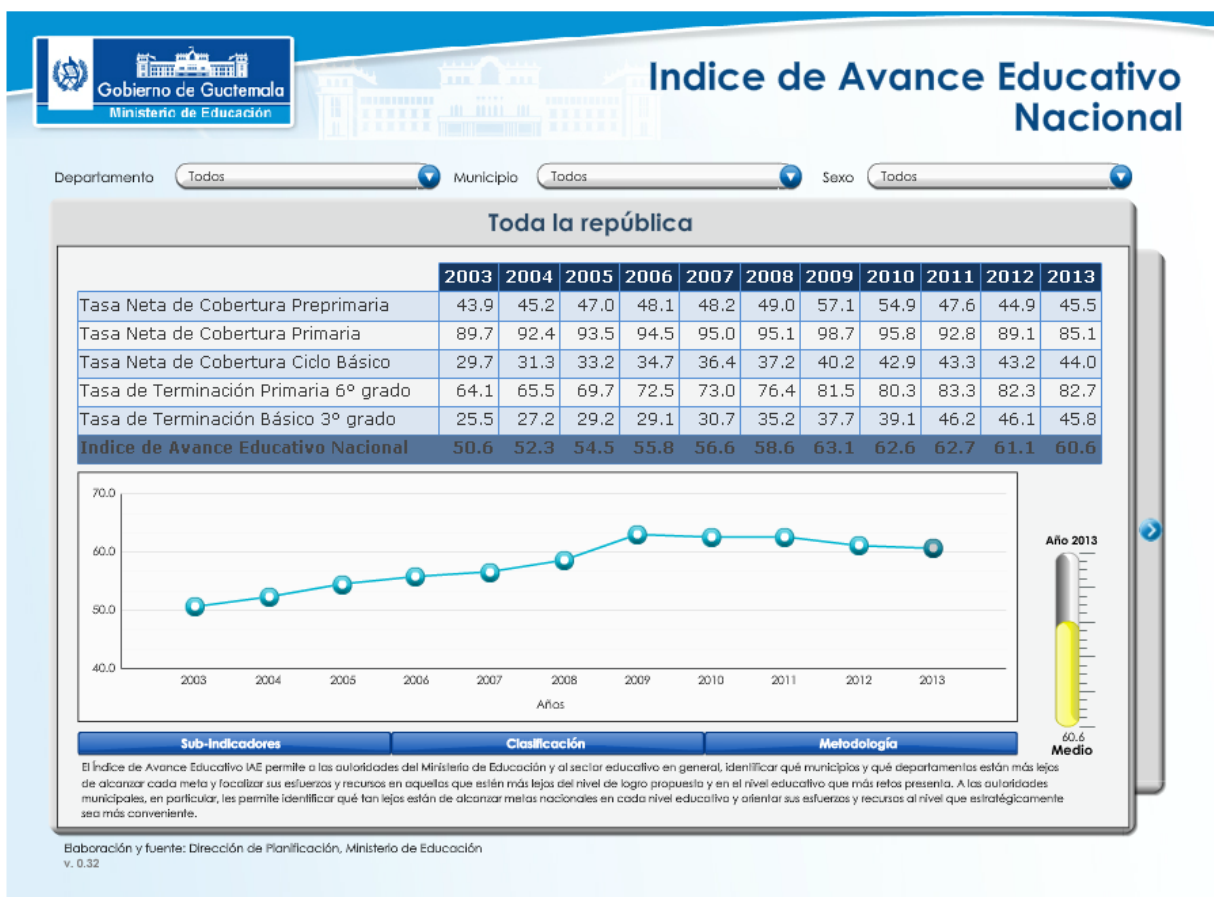 Gobierno de Guatemala
Ministerio de Educación
Indice de Avance Educativo
Nacional
Departamento Todos Municipio Todos Sexo Todos
Toda la república
2003 2004 2005 2006 2007 2008 2009 2010 2011 2012 2013
Tasa Neta de Cobertura Preprimaria 43.9 45.2 47.0 48.1 48.2 49.0 57.1 54.9 47.6 44.9 45.5
Tasa Neta de Cobertura Primaria 89.7 92.4 93.5 94.5 95.0 95.1 98.7 95.8 92.8 89.1 85.1
Tasa Neta de Cobertura Ciclo Básico 29.7 31.3 33.2 34.7 36.4 37.2 40.2 42.9 43.3 43.2 44.0
Tasa de Terminación Primaria 6º grado 64.1 65.5 69.7 72.5 73.0 76.4 81.5 80.3 83.3 82.3 82.7
Tasa de Terminación Básico 3º grado 25.5 27.2 29.2 29.1 30.7 35.2 37.7 39.1 46.2 46.1 45.8
Indice de Avance Educativo Nacional 50.6 52.3 54.5 55.8 56.6 58.6 63.1 62.6 62.7 61.1 60.6
70.0
60.0
50.0
40.0
2003 2004 2005 2006 2007 2008 2009 2010 2011 2012 2013
Años
Año 2013
60.6
Medio
Sub-indicadores Clasificación Metodología
El Índice de Avance Educativo IAE permite a las autoridades del Ministerio de Educación y al sector educativo en general, identificar qué municipios y qué departamentos están más lejos
de alcanzar cada meta y focalizar sus esfuerzos y recursos en aquellas que estén más lejos del nivel de logro propuesta y en el nivel educativo que más retos presenta. A las autoridades
municipales, en particular, les permite identificar qué tan lejos están de alcanzar metas nacionales en cada nivel educativo y orientar sus esfuerzos y recursos al nivel que estratégicamente
sea más conveniente.
Elaboración y fuente: Dirección de Planificación, Ministerio de Educación
v. 0.32